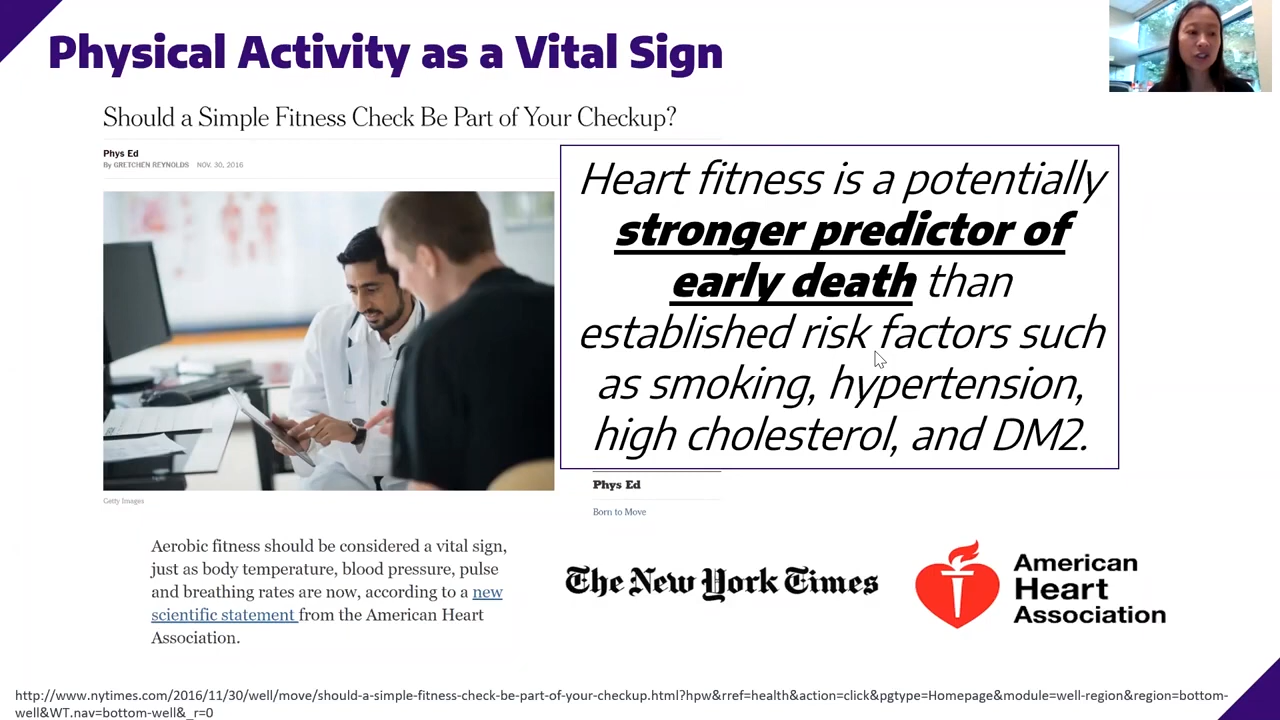 Physical Activity as a Vital Sign
Should a Simple Fitness Check Be Part of Your Checkup?
Phys Ed
By GRETCHEN REYNOLDS NOV. 30, 2016
Heart fitness is a potentially
stronger predictor of
early death than
established risk factors such
as smoking, hypertension,
high cholesterol, and DM2.
Getty Images
Phys Ed
Born to Move
Aerobic fitness should be considered a vital sign,
just as body temperature, blood pressure, pulse
and breathing rates are now, according to a new
scientific statement from the American Heart
Association.
The New York Times
American
Heart
Association
http://www.nytimes.com/2016/11/30/well/move/should-a-simple-fitness-check-be-part-of-your-checkup.html?hpw&rref=health&action=click&pgtype=Homepage&module=well-region&region=bottom-
well&WT.nav=bottom-well&_r=0